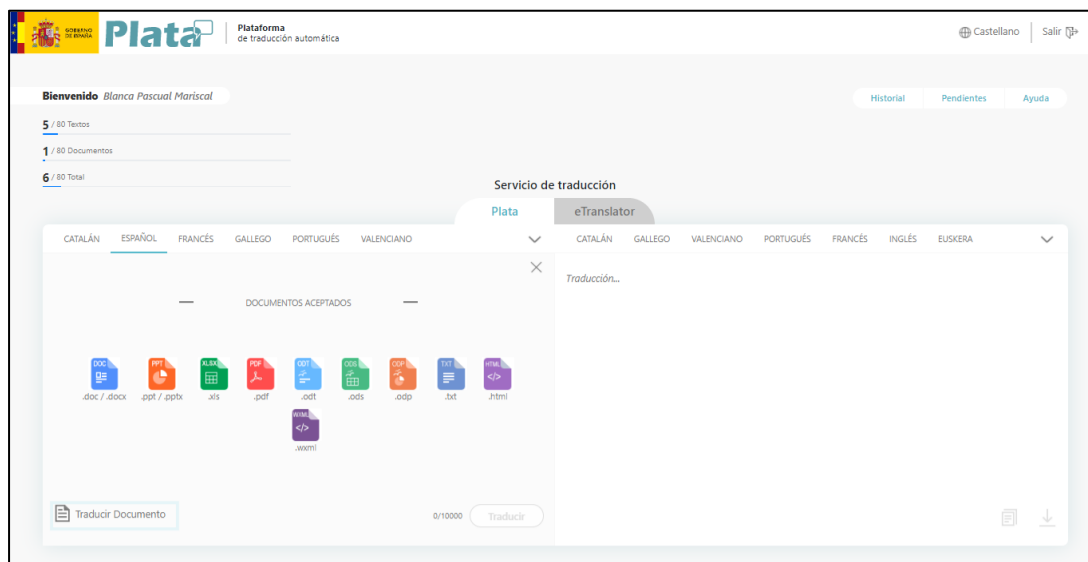 GOBIERNO
DE ESPAÑA
Plata
Plataforma
de traducción automática
Castellano
Salir
Bienvenido Blanca Pascual Mariscal
Historial
Pendientes
Ayuda
5 / 80 Textos
1 / 80 Documentos
6 / 80 Total
Servicio de traducción
Plata
eTranslator
CATALÁN ESPAÑOL FRANCÉS GALLEGO PORTUGUÉS VALENCIANO
CATALÁN GALLEGO VALENCIANO PORTUGUÉS FRANCÉS INGLÉS EUSKERA
Traducción...
DOCUMENTOS ACEPTADOS
DOC PPT XLSX PDF ODT ODS ODP TXT HTML
.doc / .docx .ppt / .pptx .xls .pdf .odt .ods .odp .txt .html
WXML
.wxml
Traducir Documento
0/10000
Traducir